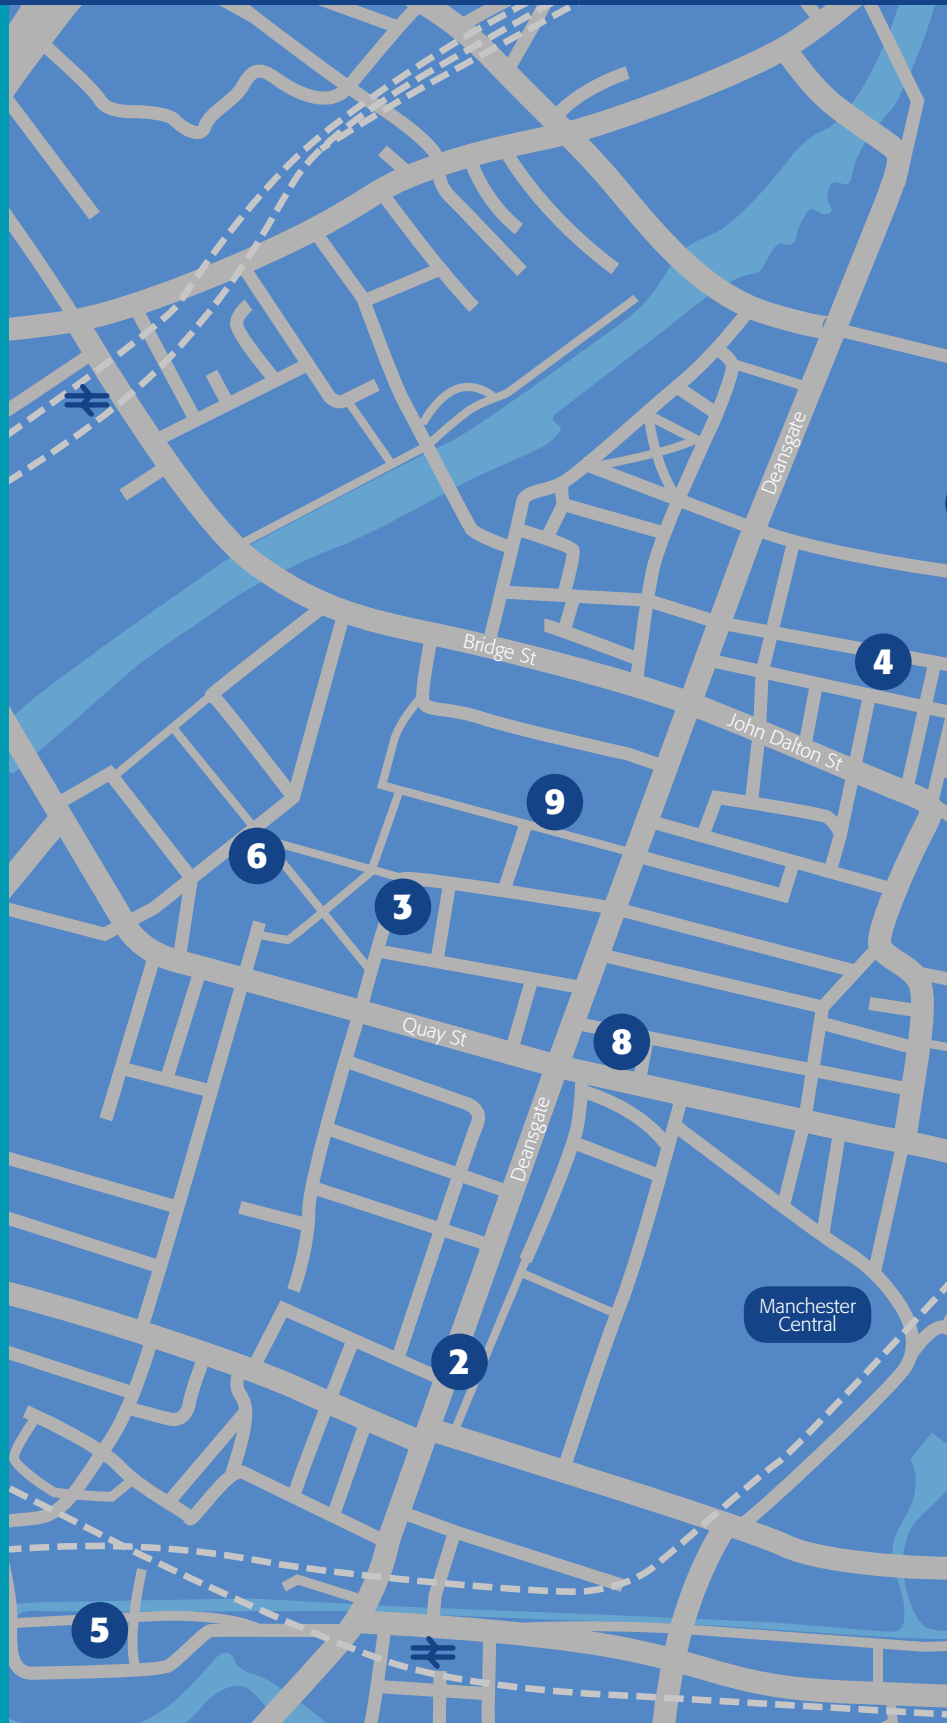 Deansgate
Bridge St
4
John Dalton St
9
6
3
Quay St
8
Deansgate
Manchester
Central
2
5